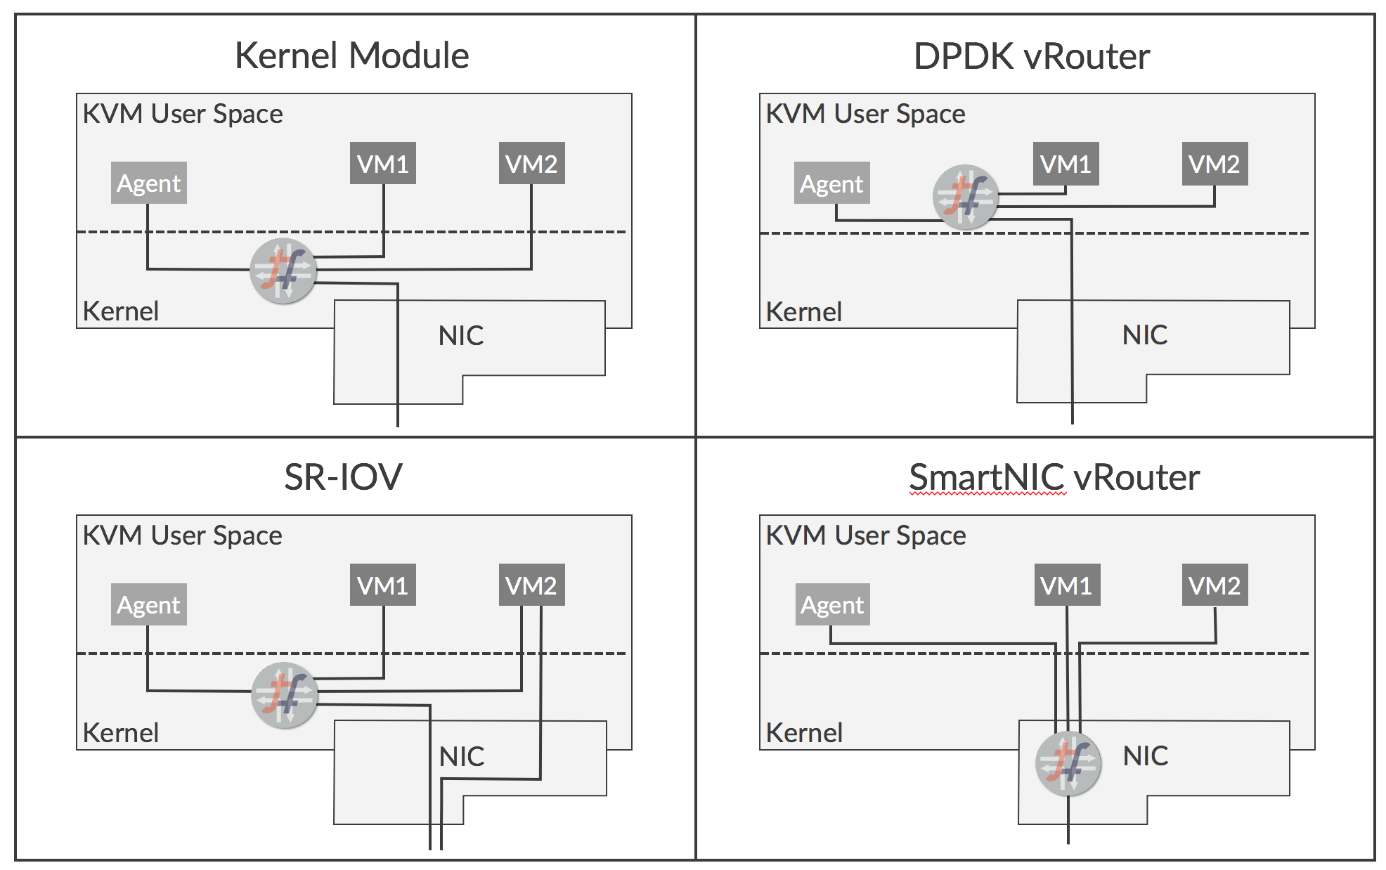 Kernel Module
KVM User Space
Agent
VM1
VM2
Kernel
NIC
DPDK vRouter
KVM User Space
Agent
VM1
VM2
Kernel
NIC
SR-IOV
KVM User Space
Agent
VM1
VM2
Kernel
NIC
SmartNIC vRouter
KVM User Space
Agent
VM1
VM2
Kernel
NIC